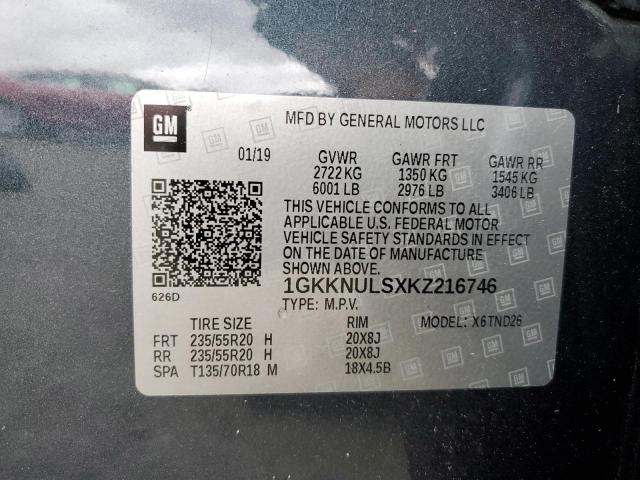 GM
MFD BY GENERAL MOTORS LLC
01/19 GVWR GAWR FRT GAWR RR
2722 KG 1350 KG 1545 KG
6001 LB 2976 LB 3406 LB
THIS VEHICLE CONFORMS TO ALL
APPLICABLE U.S. FEDERAL MOTOR
VEHICLE SAFETY STANDARDS IN EFFECT
ON THE DATE OF MANUFACTURE
SHOWN ABOVE.
626D
1GKKNULSXKZ216746
TYPE: M.P.V. MODEL: X6TND26
TIRE SIZE RIM
FRT 235/55R20 H 20X8J
RR 235/55R20 H 20X8J
SPA T135/70R18 M 18X4.5B